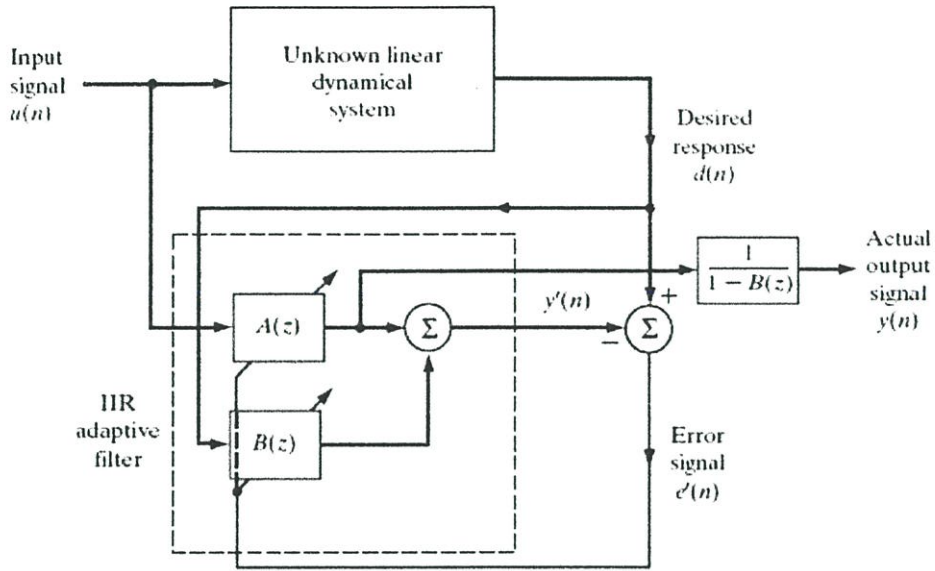 Input
signal
u(n)
Unknown linear
dynamical
system
Desired
response
d(n)
1
1 − B(z)
Actual
output
signal
y(n)
A(z)
Σ
y′(n)
+
−
Σ
IIR
adaptive
filter
B(z)
Error
signal
e′(n)